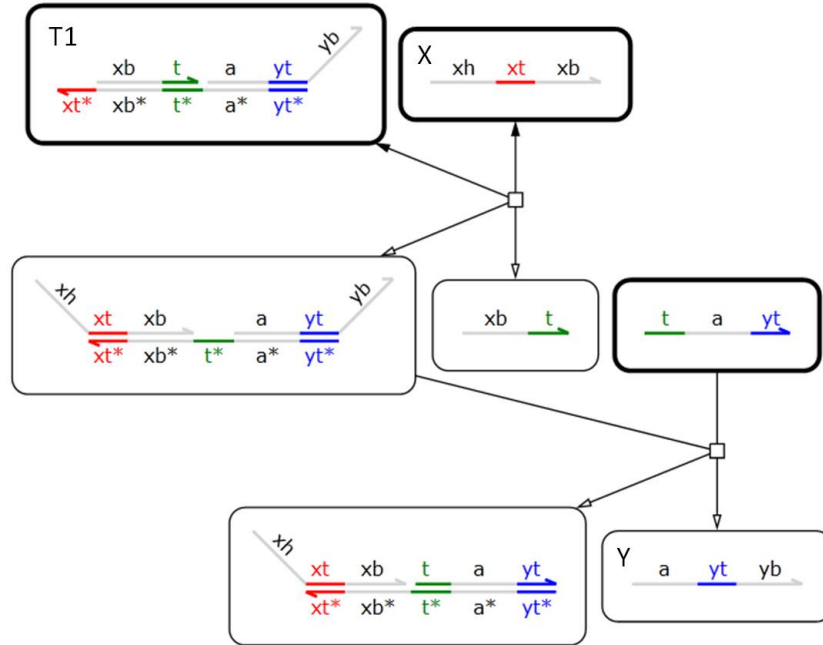 T1
xb t a yt yb
xt* xb* t* a* yt*
X
xh xt xb
xh xt xb a yt yb
xt* xb* t* a* yt*
xb t
t a yt
xh xt xb t a yt
xt* xb* t* a* yt*
Y
a yt yb